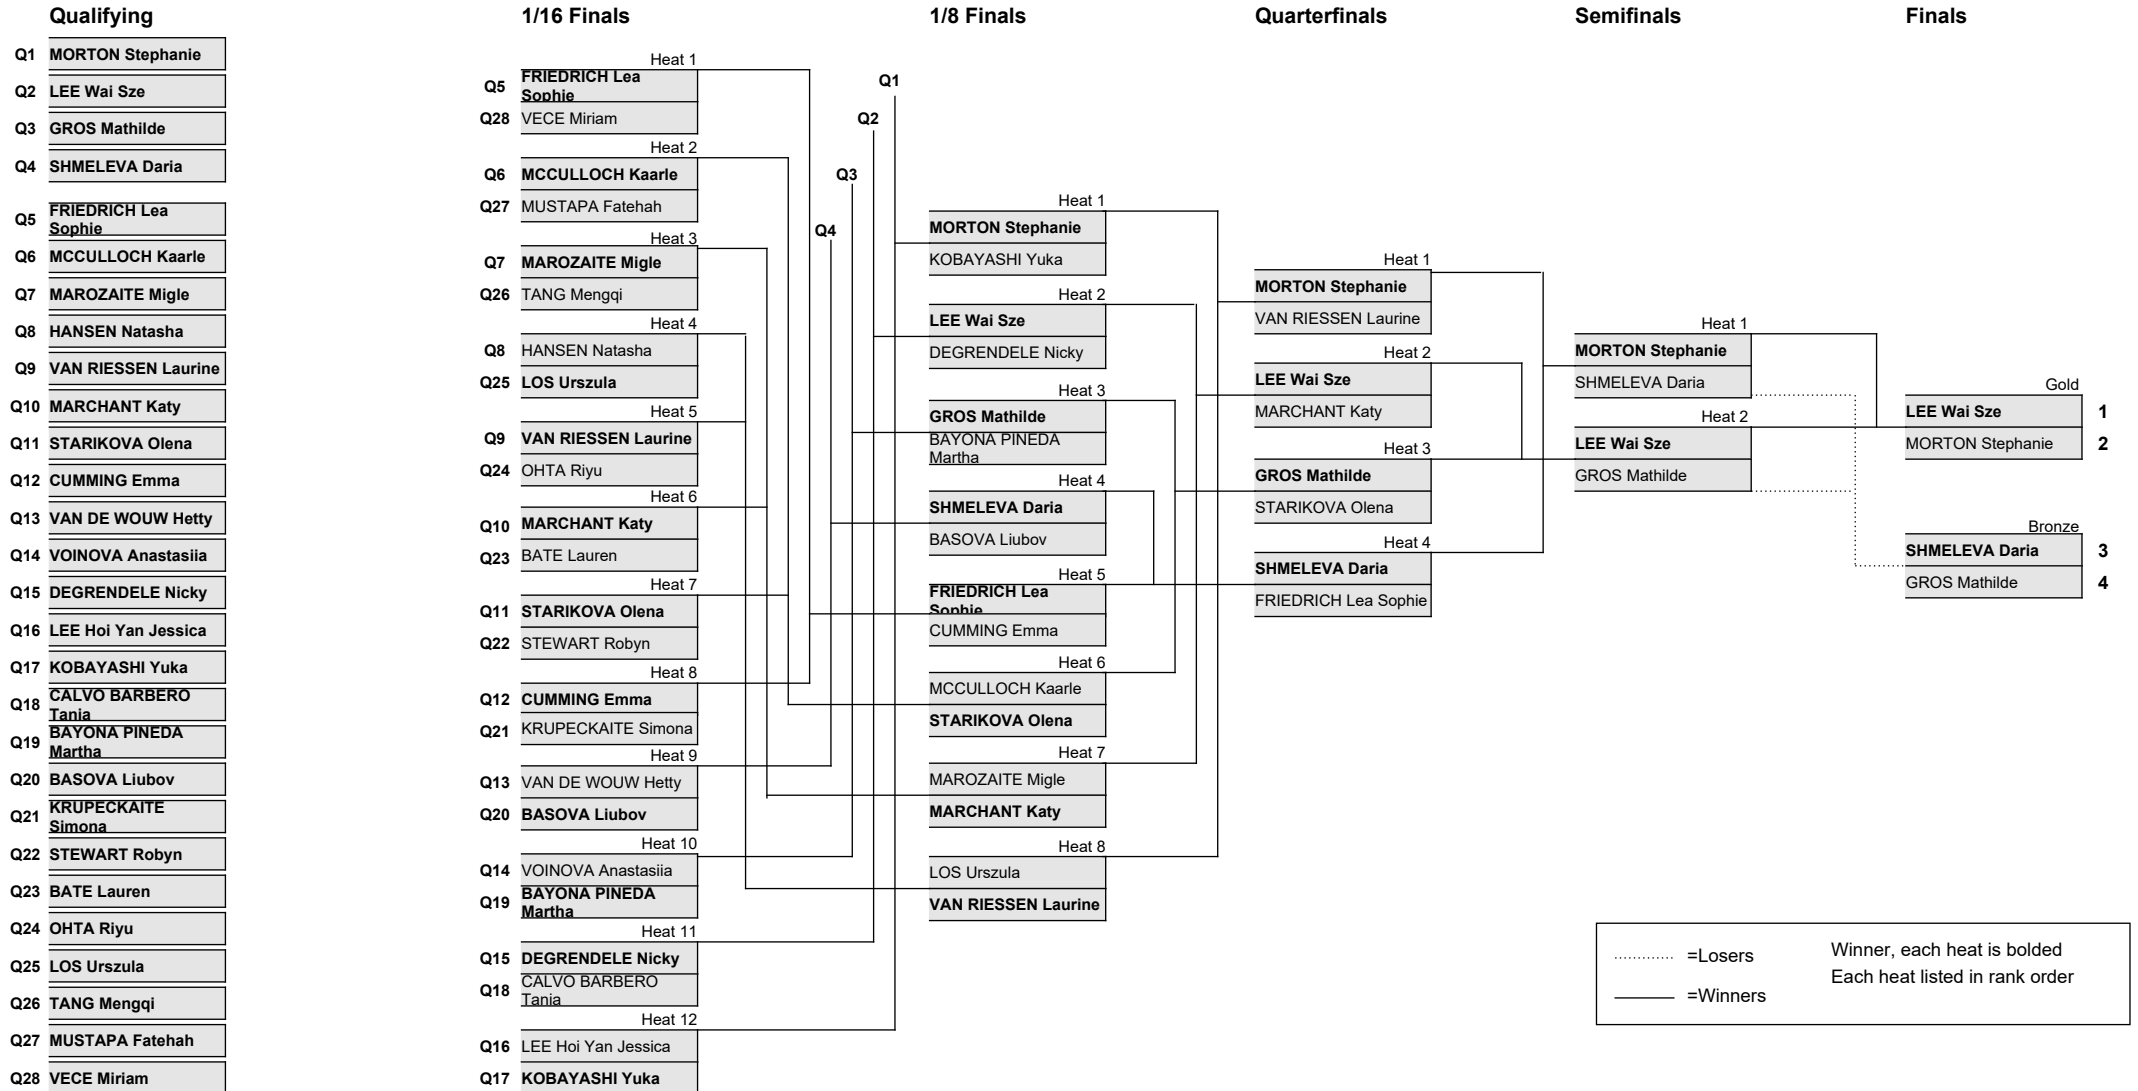 Qualifying
1/16 Finals
1/8 Finals
Quarterfinals
Semifinals
Finals
Q1 MORTON Stephanie
Q2 LEE Wai Sze
Q3 GROS Mathilde
Q4 SHMELEVA Daria
Q5 FRIEDRICH Lea
Sophie
Q6 MCCULLOCH Kaarle
Q7 MAROZAITE Migle
Q8 HANSEN Natasha
Q9 VAN RIESSEN Laurine
Q10 MARCHANT Katy
Q11 STARIKOVA Olena
Q12 CUMMING Emma
Q13 VAN DE WOUW Hetty
Q14 VOINOVA Anastasiia
Q15 DEGRENDELE Nicky
Q16 LEE Hoi Yan Jessica
Q17 KOBAYASHI Yuka
Q18 CALVO BARBERO
Tania
Q19 BAYONA PINEDA
Martha
Q20 BASOVA Liubov
Q21 KRUPECKAITE
Simona
Q22 STEWART Robyn
Q23 BATE Lauren
Q24 OHTA Riyu
Q25 LOS Urszula
Q26 TANG Mengqi
Q27 MUSTAPA Fatehah
Q28 VECE Miriam
Heat 1
Q5 FRIEDRICH Lea
Sophie
Q28 VECE Miriam
Heat 2
Q6 MCCULLOCH Kaarle
Q27 MUSTAPA Fatehah
Heat 3
Q7 MAROZAITE Migle
Q26 TANG Mengqi
Heat 4
Q8 HANSEN Natasha
Q25 LOS Urszula
Heat 5
Q9 VAN RIESSEN Laurine
Q24 OHTA Riyu
Heat 6
Q10 MARCHANT Katy
Q23 BATE Lauren
Heat 7
Q11 STARIKOVA Olena
Q22 STEWART Robyn
Heat 8
Q12 CUMMING Emma
Q21 KRUPECKAITE Simona
Heat 9
Q13 VAN DE WOUW Hetty
Q20 BASOVA Liubov
Heat 10
Q14 VOINOVA Anastasiia
Q19 BAYONA PINEDA
Martha
Heat 11
Q15 DEGRENDELE Nicky
Q18 CALVO BARBERO
Tania
Heat 12
Q16 LEE Hoi Yan Jessica
Q17 KOBAYASHI Yuka
Q1
Q2
Q3
Q4
Heat 1
MORTON Stephanie
KOBAYASHI Yuka
Heat 2
LEE Wai Sze
DEGRENDELE Nicky
Heat 3
GROS Mathilde
BAYONA PINEDA
Martha
Heat 4
SHMELEVA Daria
BASOVA Liubov
Heat 5
FRIEDRICH Lea
Sophie
CUMMING Emma
Heat 6
MCCULLOCH Kaarle
STARIKOVA Olena
Heat 7
MAROZAITE Migle
MARCHANT Katy
Heat 8
LOS Urszula
VAN RIESSEN Laurine
Heat 1
MORTON Stephanie
VAN RIESSEN Laurine
Heat 2
LEE Wai Sze
MARCHANT Katy
Heat 3
GROS Mathilde
STARIKOVA Olena
Heat 4
SHMELEVA Daria
FRIEDRICH Lea Sophie
Heat 1
MORTON Stephanie
SHMELEVA Daria
Heat 2
LEE Wai Sze
GROS Mathilde
Gold
LEE Wai Sze 1
MORTON Stephanie 2
Bronze
SHMELEVA Daria 3
GROS Mathilde 4
=Losers
=Winners
Winner, each heat is bolded
Each heat listed in rank order